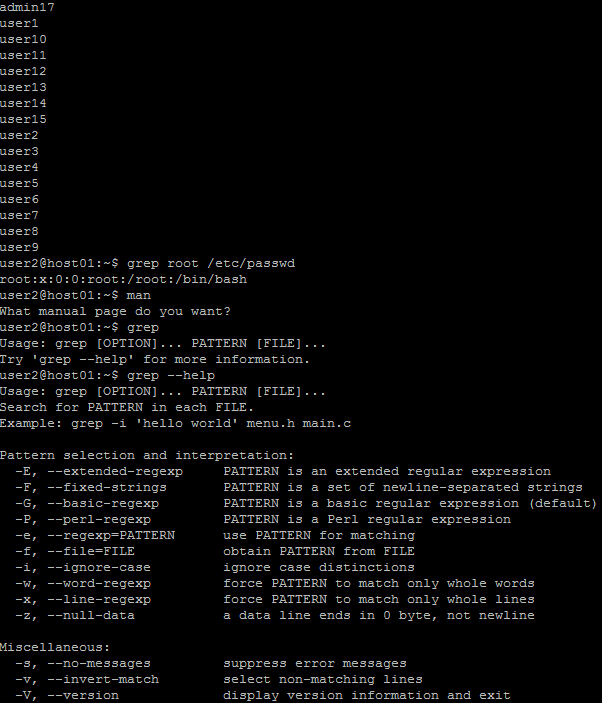 admin17
user1
user10
user11
user12
user13
user14
user15
user2
user3
user4
user5
user6
user7
user8
user9
user2@host01:~$ grep root /etc/passwd
root:x:0:0:root:/root:/bin/bash
user2@host01:~$ man
What manual page do you want?
user2@host01:~$ grep
Usage: grep [OPTION]... PATTERN [FILE]...
Try 'grep --help' for more information.
user2@host01:~$ grep --help
Usage: grep [OPTION]... PATTERN [FILE]...
Search for PATTERN in each FILE.
Example: grep -i 'hello world' menu.h main.c

Pattern selection and interpretation:
  -E, --extended-regexp     PATTERN is an extended regular expression
  -F, --fixed-strings       PATTERN is a set of newline-separated strings
  -G, --basic-regexp        PATTERN is a basic regular expression (default)
  -P, --perl-regexp         PATTERN is a Perl regular expression
  -e, --regexp=PATTERN      use PATTERN for matching
  -f, --file=FILE           obtain PATTERN from FILE
  -i, --ignore-case         ignore case distinctions
  -w, --word-regexp         force PATTERN to match only whole words
  -x, --line-regexp         force PATTERN to match only whole lines
  -z, --null-data           a data line ends in 0 byte, not newline

Miscellaneous:
  -s, --no-messages         suppress error messages
  -v, --invert-match        select non-matching lines
  -V, --version             display version information and exit